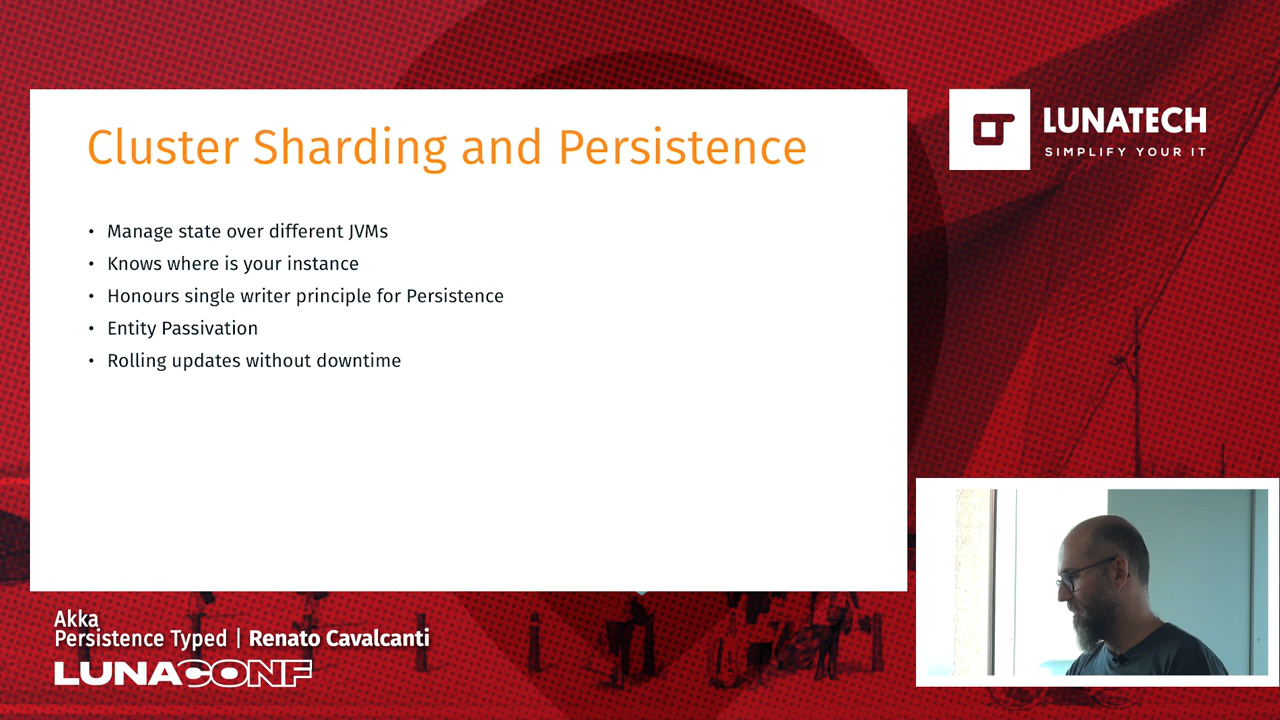 Cluster Sharding and Persistence
• Manage state over different JVMs
• Knows where is your instance
• Honours single writer principle for Persistence
• Entity Passivation
• Rolling updates without downtime
LUNATECH
SIMPLIFY YOUR IT
Akka
Persistence Typed | Renato Cavalcanti
LUNACONF